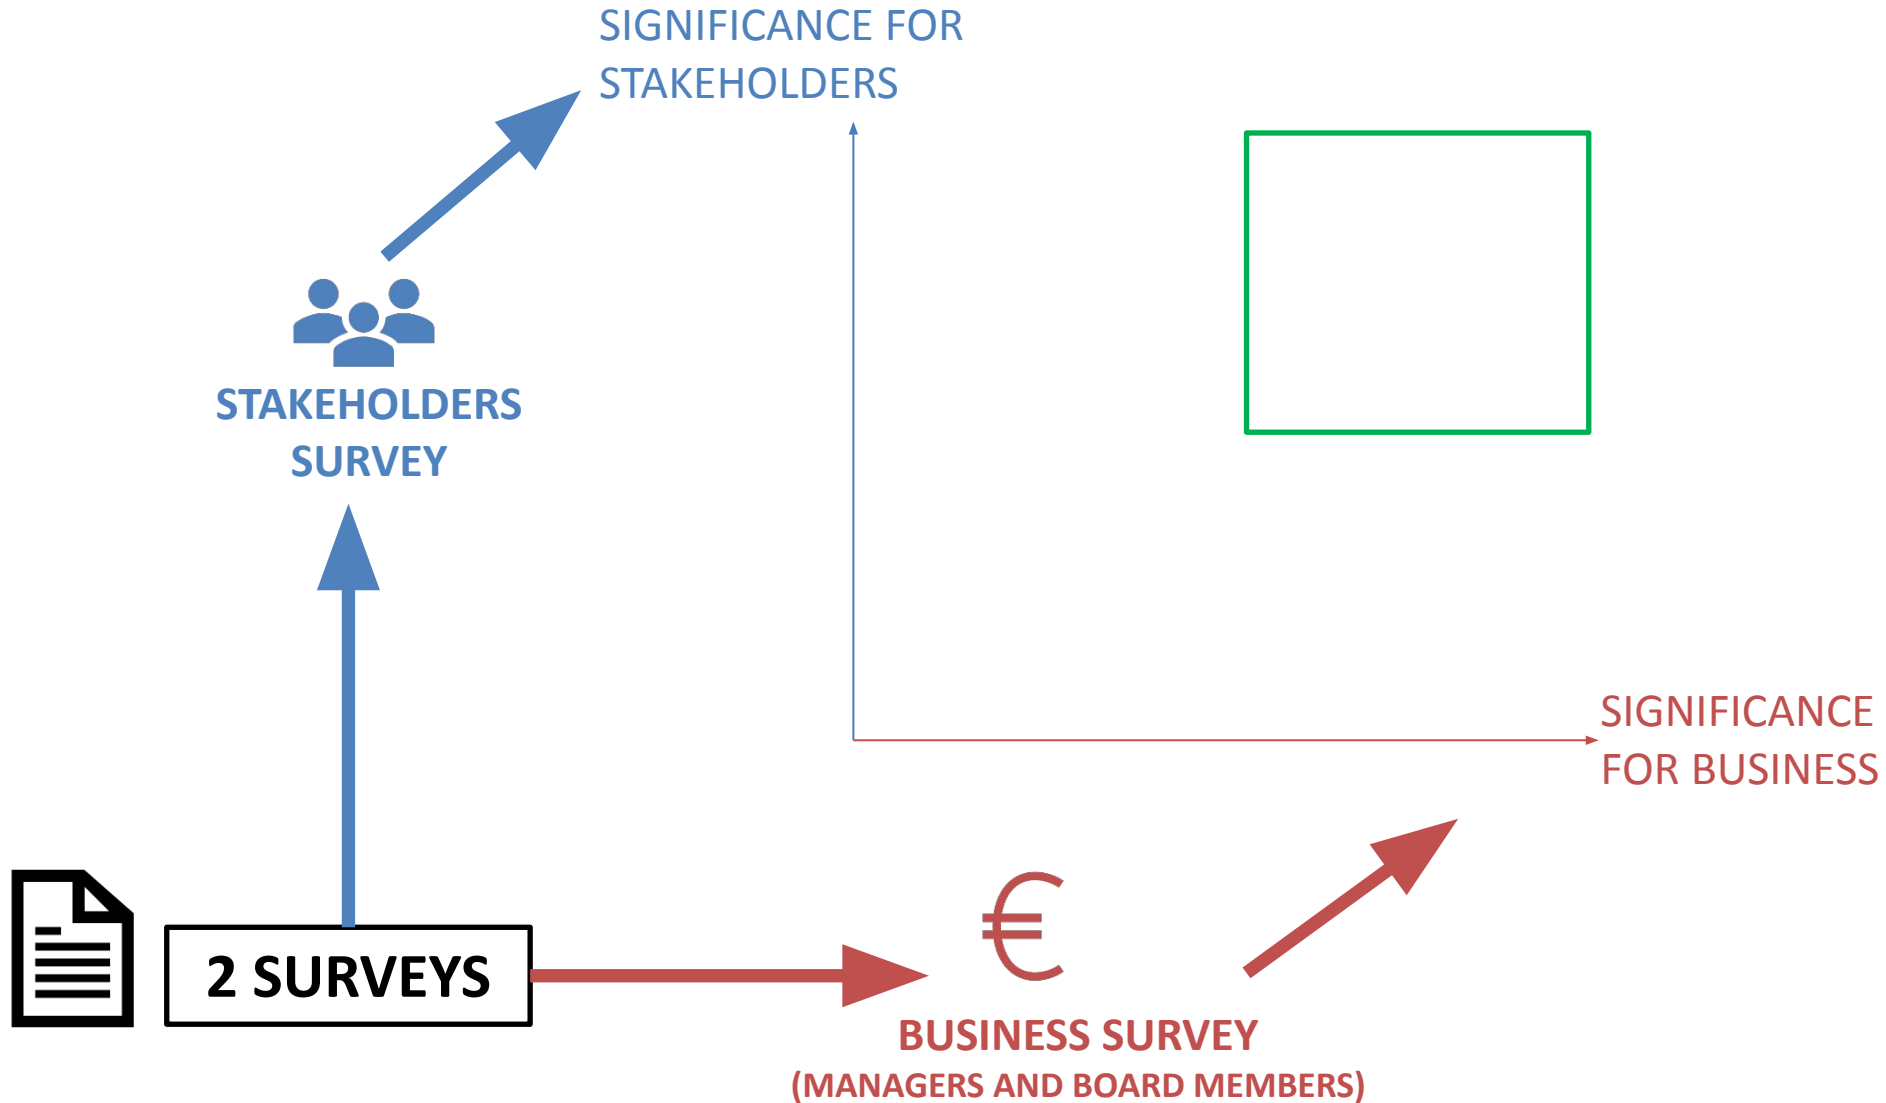 SIGNIFICANCE FOR
STAKEHOLDERS
STAKEHOLDERS
SURVEY
SIGNIFICANCE
FOR BUSINESS
2 SURVEYS
€
BUSINESS SURVEY
(MANAGERS AND BOARD MEMBERS)